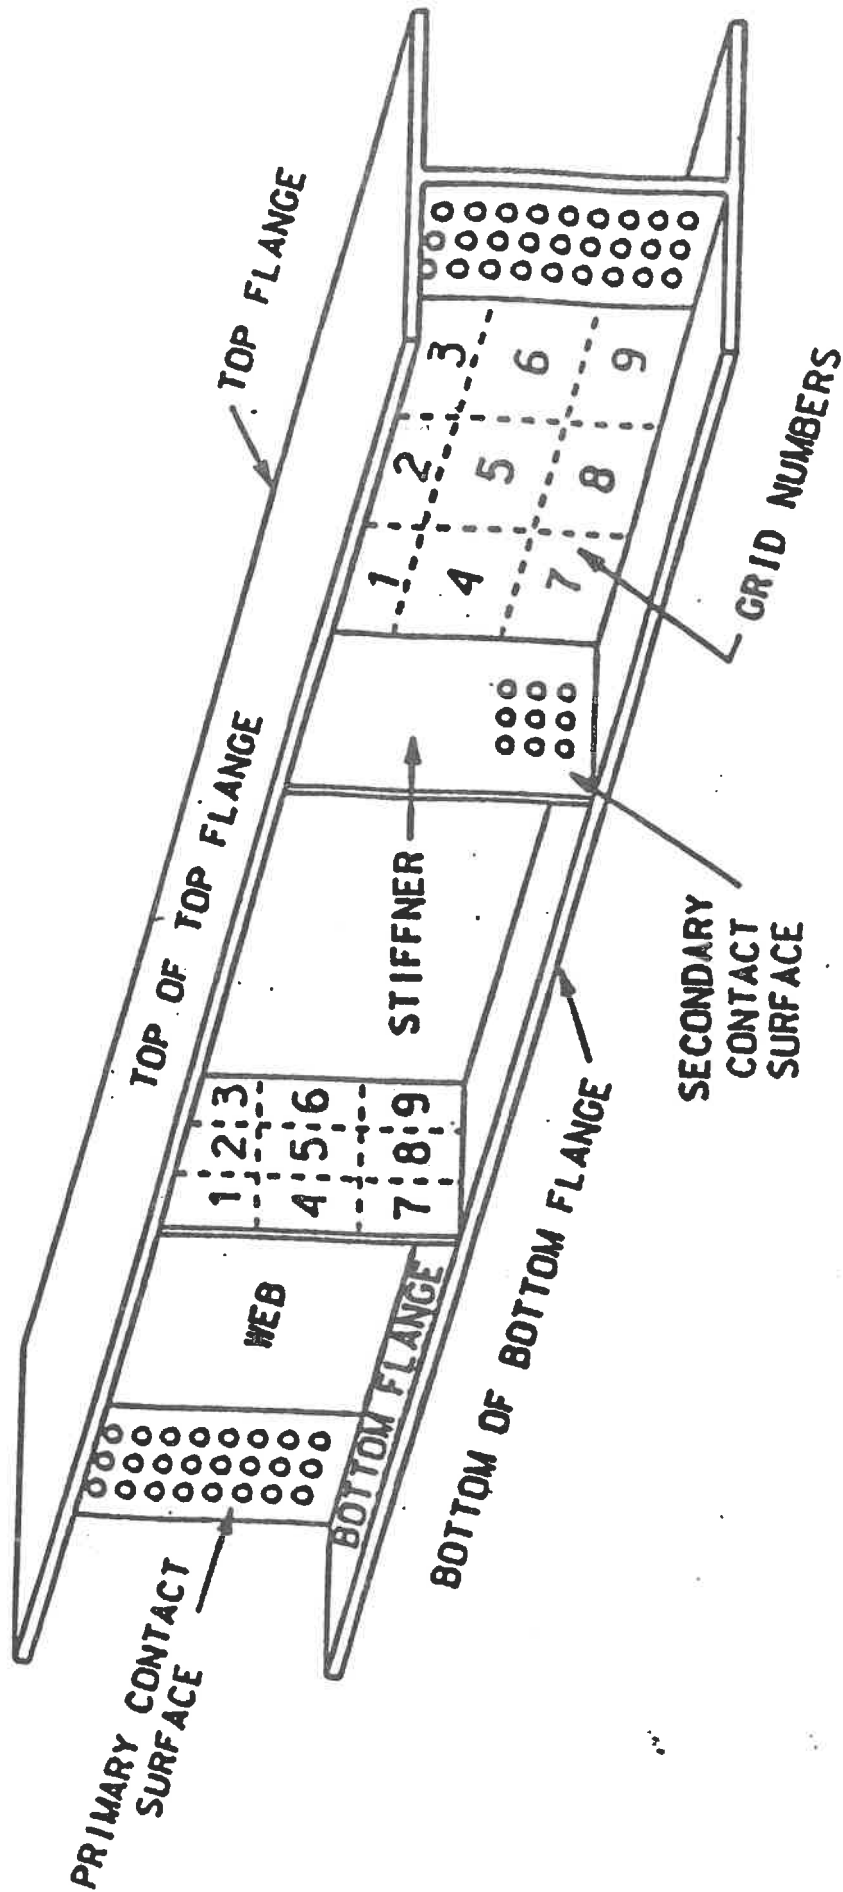 TOP FLANGE
TOP OF TOP FLANGE
PRIMARY CONTACT
SURFACE
WEB
1 2 3
4 5 6
7 8 9
STIFFNER
1 2 3
4 5 6
7 8 9
BOTTOM FLANGE
BOTTOM OF BOTTOM FLANGE
SECONDARY
CONTACT
SURFACE
GRID NUMBERS